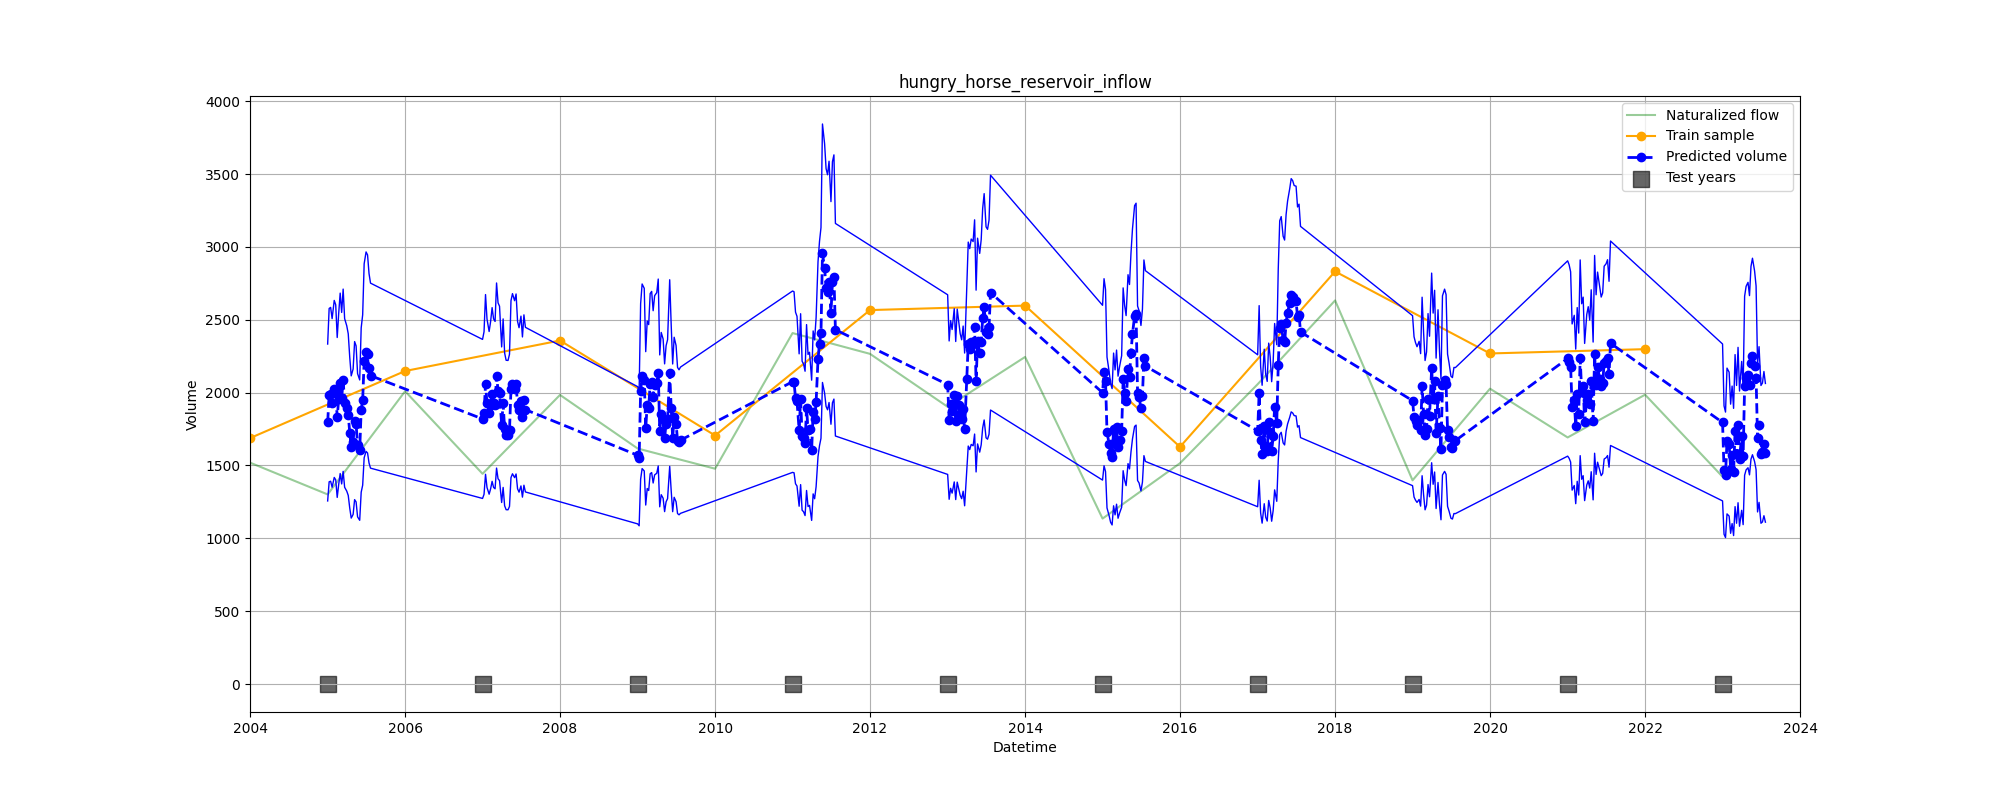 hungry_horse_reservoir_inflow
4000
3500
3000
2500
2000
1500
1000
500
0
Volume
Naturalized flow
Train sample
Predicted volume
Test years
2004 2006 2008 2010 2012 2014 2016 2018 2020 2022 2024
Datetime